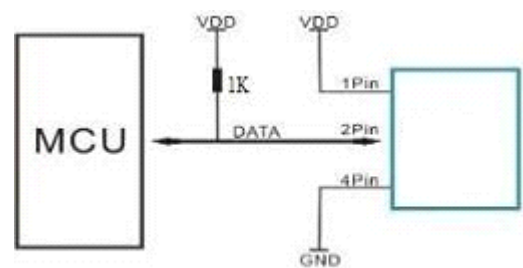 VDD VDD
1K
1Pin
MCU
DATA
2Pin
4Pin
GND